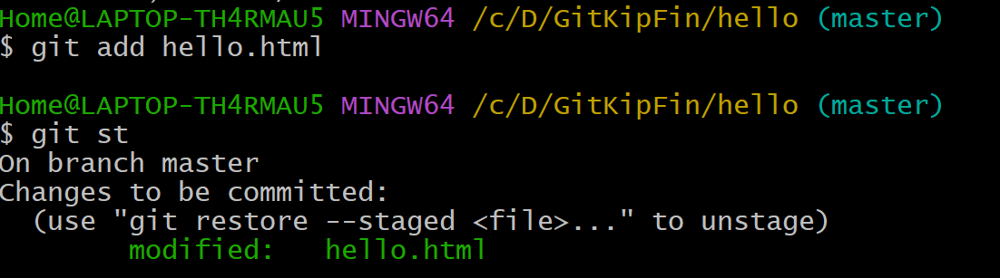 Home@LAPTOP-TH4RMAU5 MINGW64 /c/D/GitKipFin/hello (master)
$ git add hello.html
Home@LAPTOP-TH4RMAU5 MINGW64 /c/D/GitKipFin/hello (master)
$ git st
On branch master
Changes to be committed:
  (use "git restore --staged <file>..." to unstage)
        modified:   hello.html